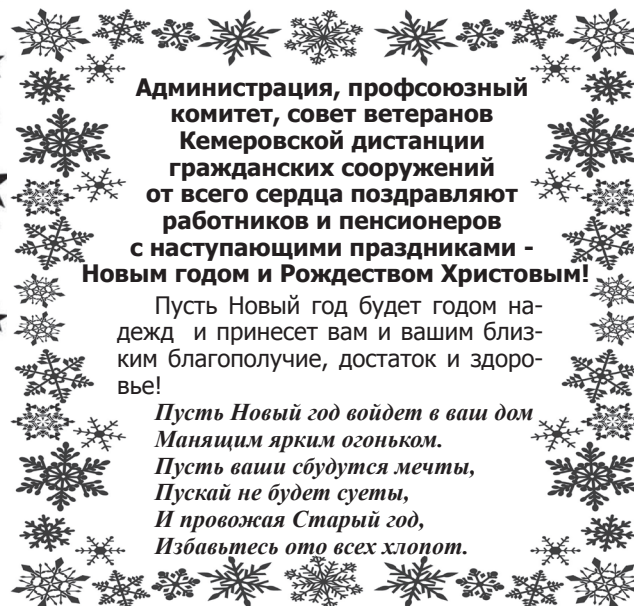 Администрация, профсоюзный
комитет, совет ветеранов
Кемеровской дистанции
гражданских сооружений
от всего сердца поздравляют
работников и пенсионеров
с наступающими праздниками -
Новым годом и Рождеством Христовым!
Пусть Новый год будет годом на-
дежд и принесет вам и вашим близ-
ким благополучие, достаток и здоро-
вье!
Пусть Новый год войдет в ваш дом
Манящим ярким огоньком.
Пусть ваши сбудутся мечты,
Пускай не будет суеты,
И провожая Старый год,
Избавьтесь ото всех хлопот.